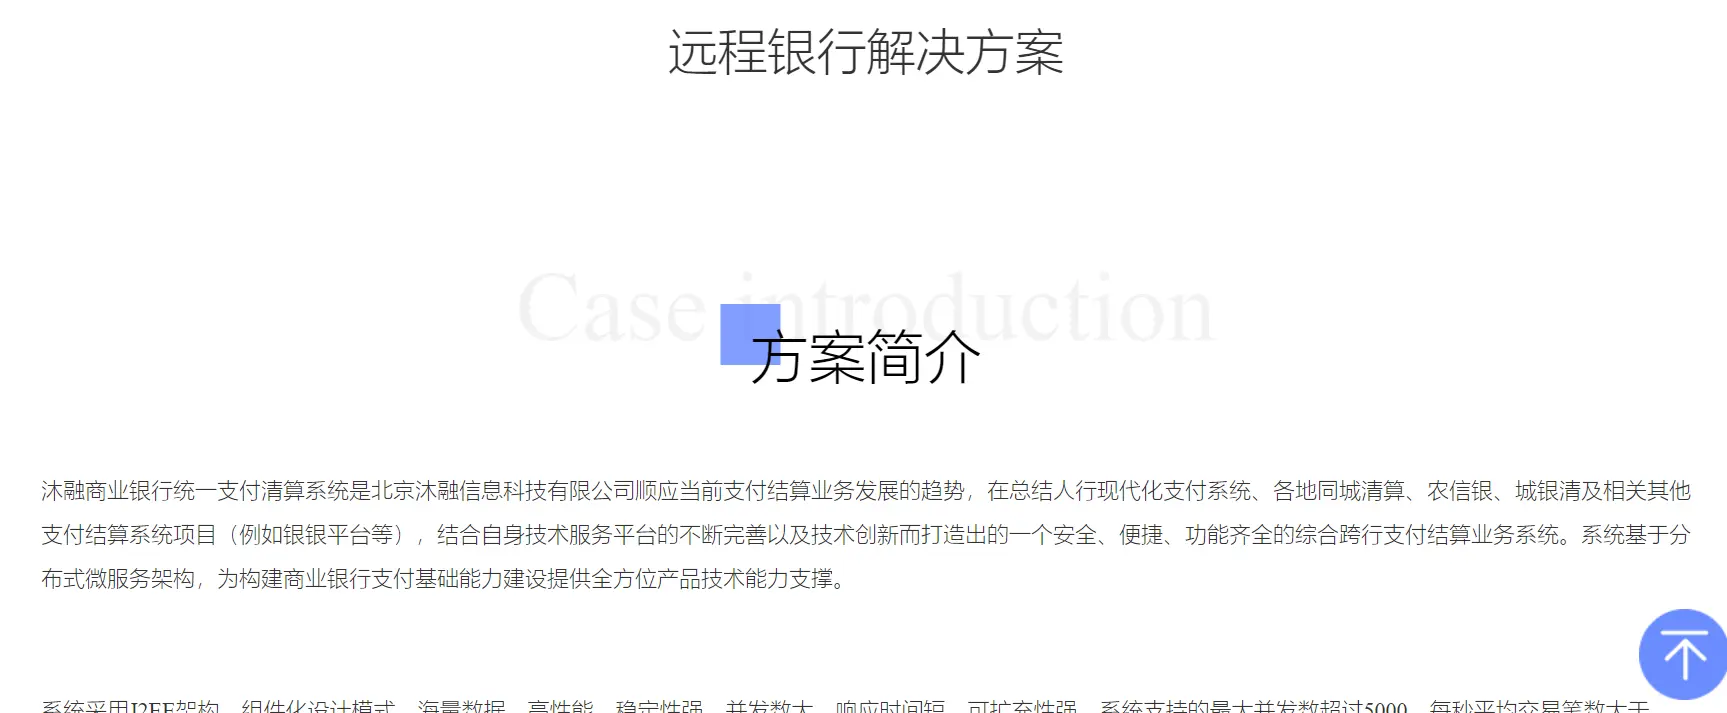 远程银行解决方案
Case introduction
方案简介
沐融商业银行统一支付清算系统是北京沐融信息科技有限公司顺应当前支付结算业务发展的趋势，在总结人行现代化支付系统、各地同城清算、农信银、城银清及相关其他
支付结算系统项目（例如银银平台等），结合自身技术服务平台的不断完善以及技术创新而打造出的一个安全、便捷、功能齐全的综合跨行支付结算业务系统。系统基于分
布式微服务架构，为构建商业银行支付基础能力建设提供全方位产品技术能力支撑。
系统采用J2EE架构、组件化设计模式，海量数据、高性能、稳定性强、并发数大、响应时间短、可扩充性强。系统支持的最大并发数超过5000，每秒平均交易笔数大于